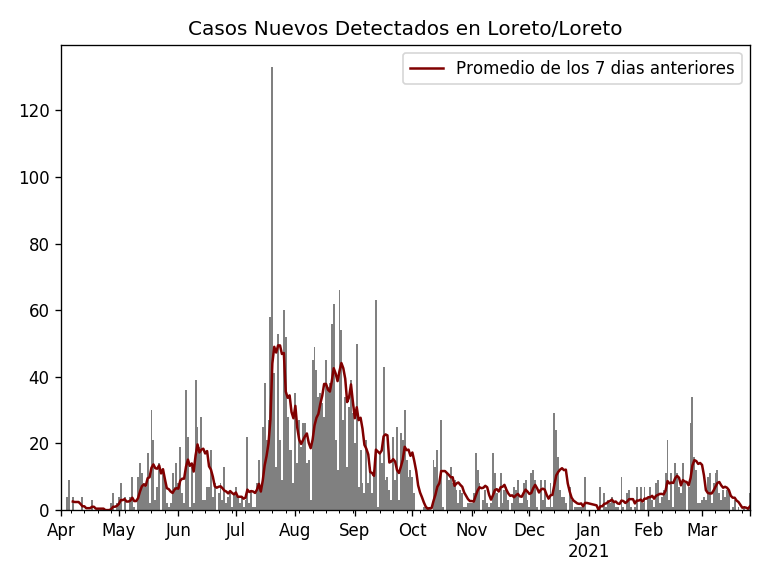 Casos Nuevos Detectados en Loreto/Loreto
Promedio de los 7 dias anteriores
120
100
80
60
40
20
0
Apr May Jun Jul Aug Sep Oct Nov Dec Jan Feb Mar
2021